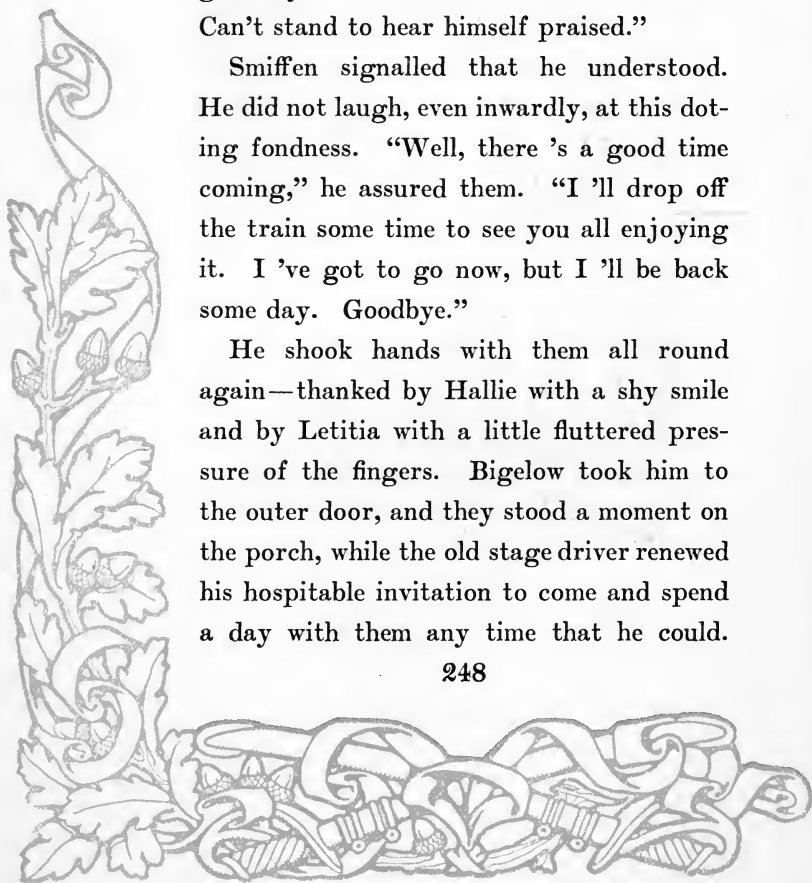 Can't stand to hear himself praised.”
Smiffen signalled that he understood.
He did not laugh, even inwardly, at this dot-
ing fondness. “Well, there 's a good time
coming,” he assured them. “I 'll drop off
the train some time to see you all enjoying
it. I 've got to go now, but I 'll be back
some day. Goodbye.”
He shook hands with them all round
again—thanked by Hallie with a shy smile
and by Letitia with a little fluttered pres-
sure of the fingers. Bigelow took him to
the outer door, and they stood a moment on
the porch, while the old stage driver renewed
his hospitable invitation to come and spend
a day with them any time that he could.
248